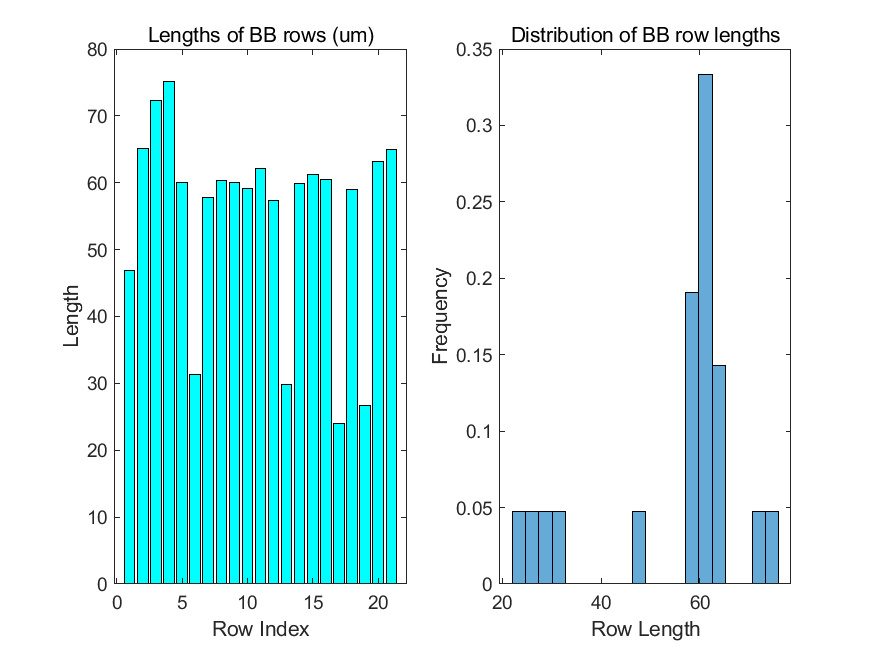 Lengths of BB rows (um)
80
70
60
50
40
30
20
10
0
Length
0 5 10 15 20
Row Index
Distribution of BB row lengths
0.35
0.3
0.25
0.2
0.15
0.1
0.05
0
Frequency
20 40 60
Row Length